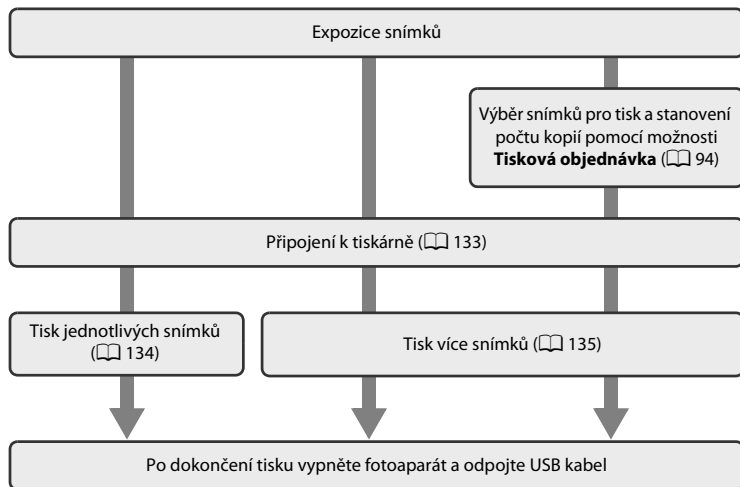 Expozice snímků
Výběr snímků pro tisk a stanovení
počtu kopií pomocí možnosti
Tisková objednávka (📖 94)
Připojení k tiskárně (📖 133)
Tisk jednotlivých snímků
(📖 134)
Tisk více snímků (📖 135)
Po dokončení tisku vypněte fotoaparát a odpojte USB kabel